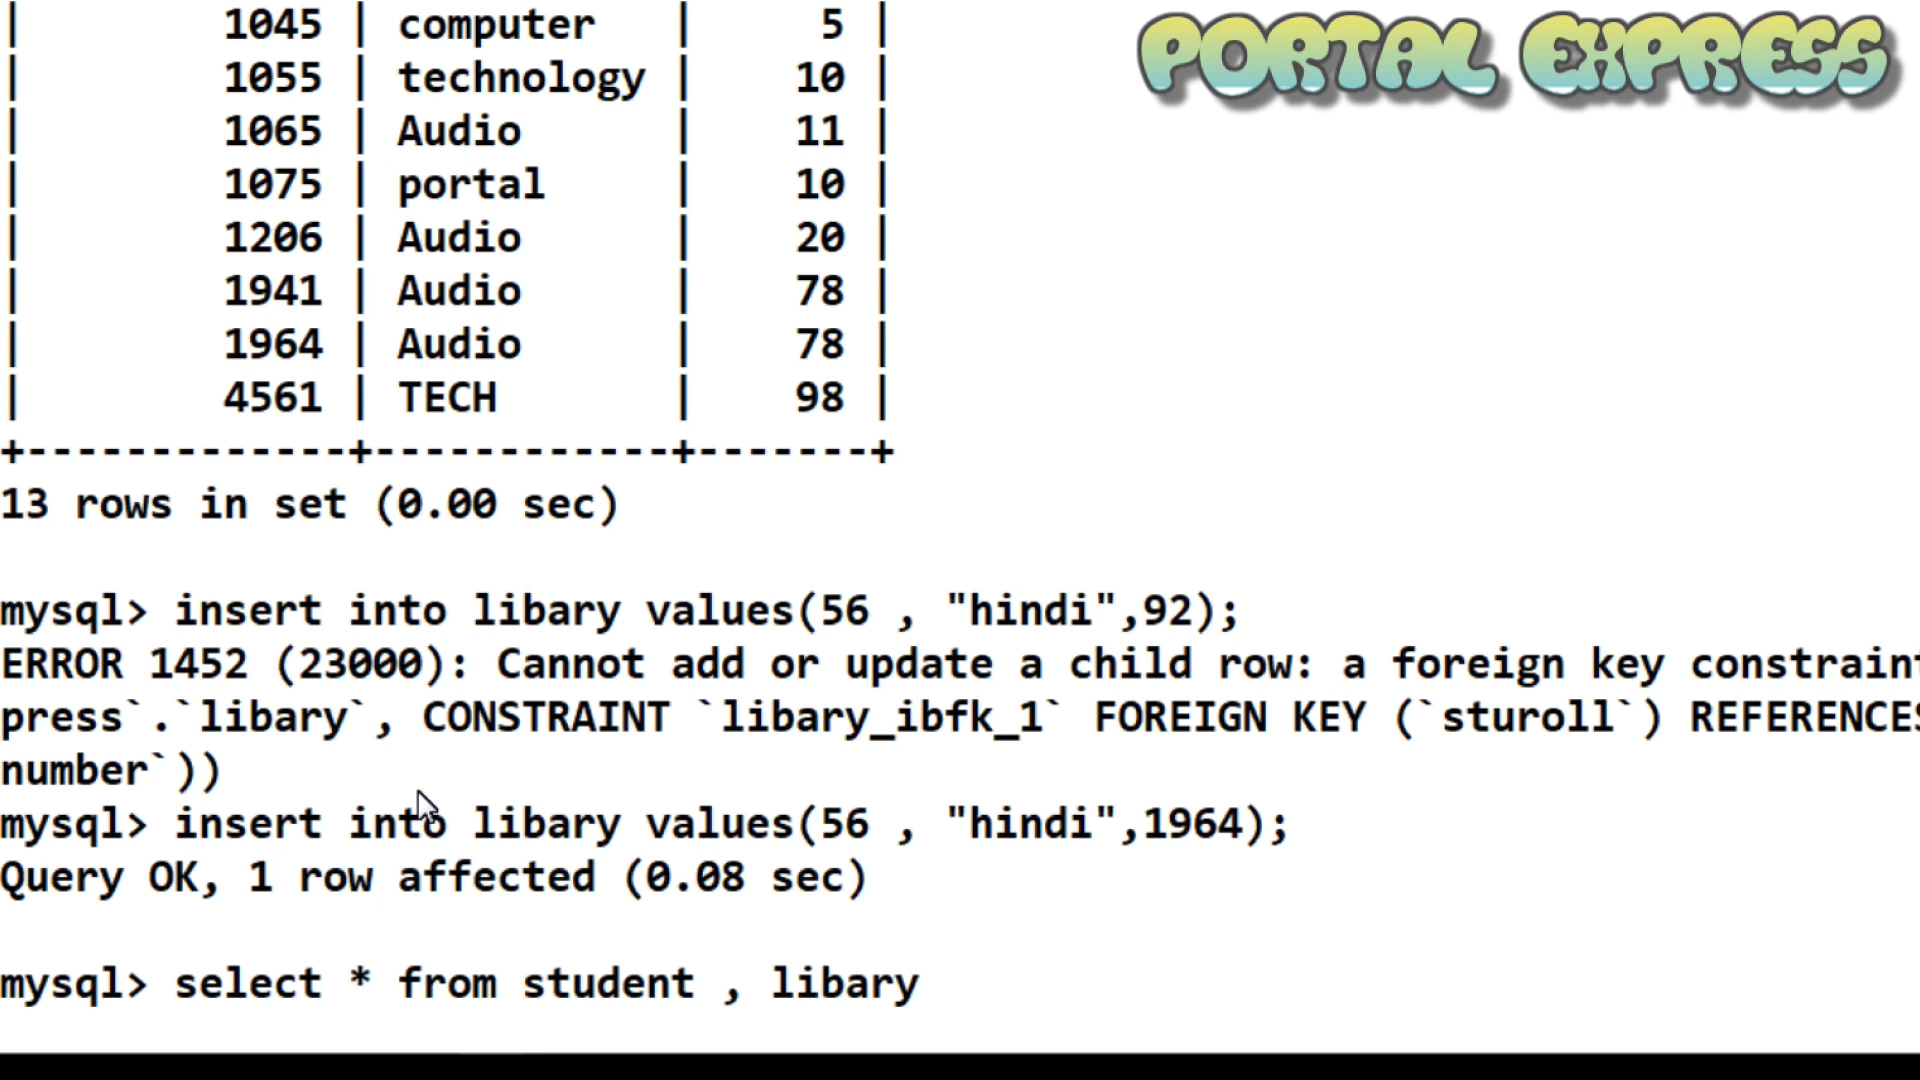 PORTAL EXPRESS
| 1045 | computer | 5 |
| 1055 | technology | 10 |
| 1065 | Audio | 11 |
| 1075 | portal | 10 |
| 1206 | Audio | 20 |
| 1941 | Audio | 78 |
| 1964 | Audio | 78 |
| 4561 | TECH | 98 |
+-------------+------------+-------+
13 rows in set (0.00 sec)
mysql> insert into libary values(56 , "hindi",92);
ERROR 1452 (23000): Cannot add or update a child row: a foreign key constraint
press`.`libary`, CONSTRAINT `libary_ibfk_1` FOREIGN KEY (`sturoll`) REFERENCES
number`))
mysql> insert into libary values(56 , "hindi",1964);
Query OK, 1 row affected (0.08 sec)
mysql> select * from student , libary